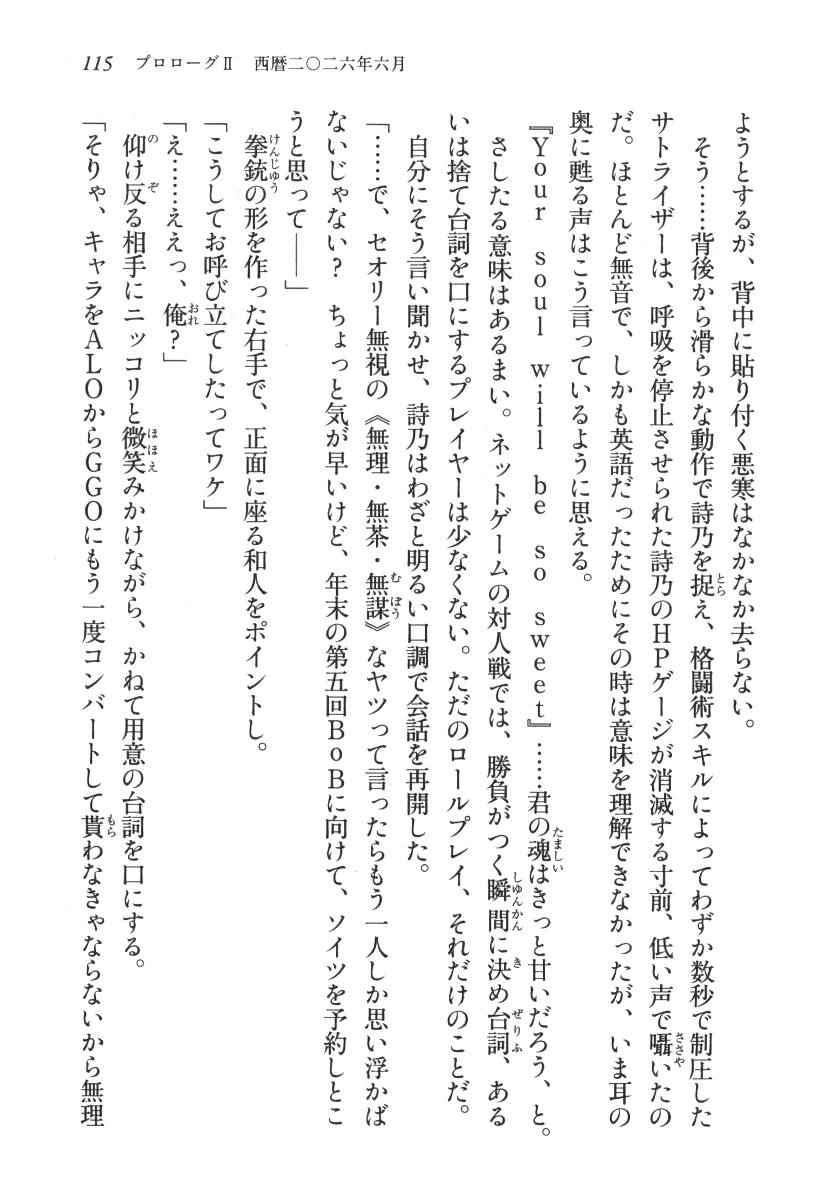 115　プロローグⅡ　西暦二〇二六年六月
ようとするが、背中に貼り付く悪寒はなかなか去らない。
　そう……背後から滑らかな動作で詩乃を捉え、格闘術スキルによってわずか数秒で制圧した
サトライザーは、呼吸を停止させられた詩乃のHPゲージが消滅する寸前、低い声で囁いたの
だ。ほとんど無音で、しかも英語だったためにその時は意味を理解できなかったが、いま耳の
奥に甦る声はこう言っているように思える。
『Your soul will be so sweet』……君の魂はきっと甘いだろう、と。
　さしたる意味はあるまい。ネットゲームの対人戦では、勝負がつく瞬間に決め台詞、ある
いは捨て台詞を口にするプレイヤーは少なくない。ただのロールプレイ、それだけのことだ。
　自分にそう言い聞かせ、詩乃はわざと明るい口調で会話を再開した。
「……で、セオリー無視の《無理・無茶・無謀》なヤツって言ったらもう一人しか思い浮かば
ないじゃない？　ちょっと気が早いけど、年末の第五回BoBに向けて、ソイツを予約しとこ
うと思って――」
　拳銃の形を作った右手で、正面に座る和人をポイントし。
「こうしてお呼び立てしたってワケ」
「え……ええっ、俺？」
　仰け反る相手にニッコリと微笑みかけながら、かねて用意の台詞を口にする。
「そりゃ、キャラをALOからGGOにもう一度コンバートして貰わなきゃならないから無理